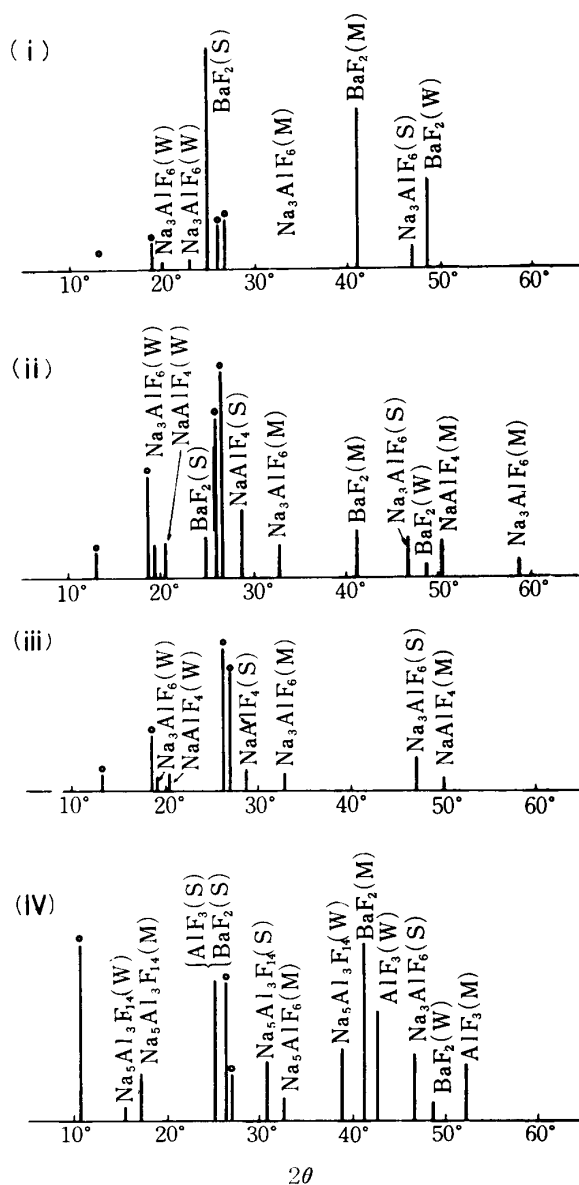 (i)
Na₃AlF₆(W)
Na₃AlF₆(W)
BaF₂(S)
Na₃AlF₆(M)
BaF₂(M)
Na₃AlF₆(S)
BaF₂(W)
10° 20° 30° 40° 50° 60°
(ii)
Na₃AlF₆(W)
NaAlF₄(W)
BaF₂(S)
NaAlF₄(S)
Na₃AlF₆(M)
BaF₂(M)
Na₃AlF₆(S)
BaF₂(W)
NaAlF₄(M)
Na₃AlF₆(M)
10° 20° 30° 40° 50° 60°
(iii)
Na₃AlF₆(W)
NaAlF₄(W)
NaAlF₄(S)
Na₃AlF₆(M)
Na₃AlF₆(S)
NaAlF₄(M)
10° 20° 30° 40° 50° 60°
(IV)
Na₅Al₃F₁₄(W)
Na₅Al₃F₁₄(M)
{AlF₃(S)
{BaF₂(S)
Na₅Al₃F₁₄(S)
Na₅AlF₆(M)
Na₅Al₃F₁₄(W)
BaF₂(M)
AlF₃(W)
Na₃AlF₆(S)
BaF₂(W)
AlF₃(M)
10° 20° 30° 40° 50° 60°
2θ